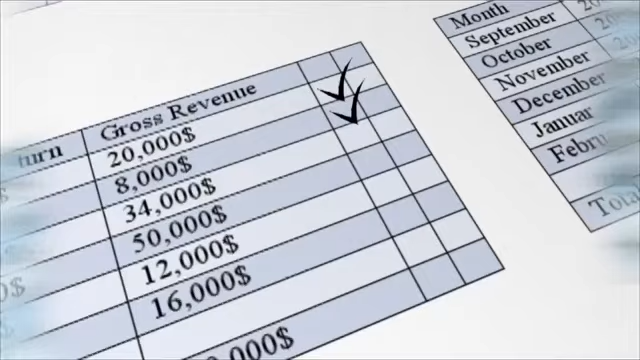 Gross Revenue
20,000$
8,000$
34,000$
50,000$
12,000$
16,000$
Month
September
October
November
December